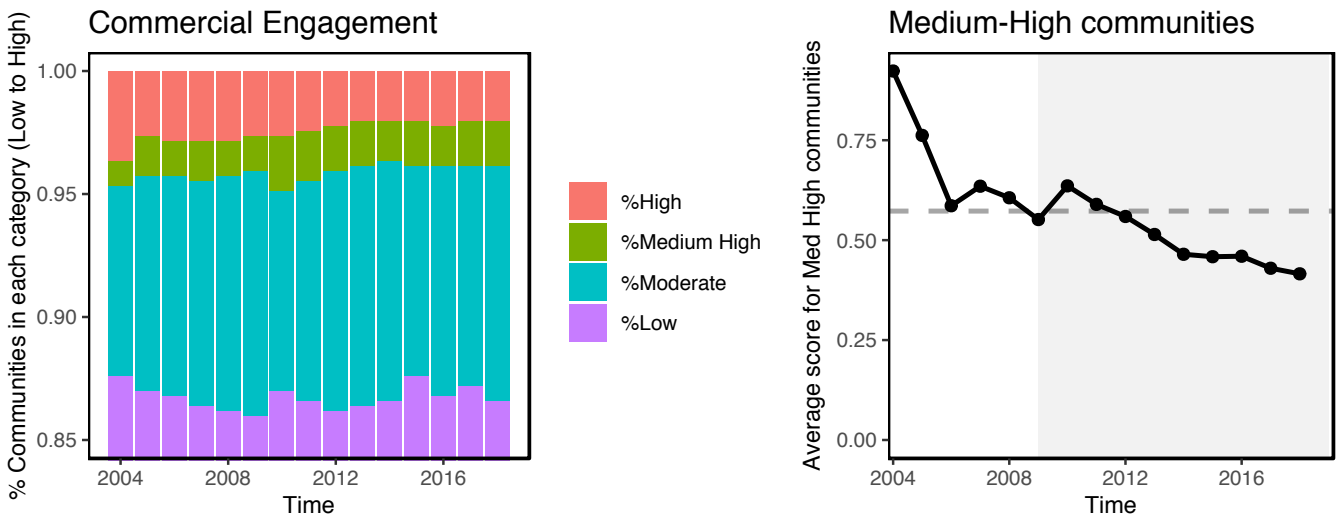 Commercial Engagement
% Communities in each category (Low to High)
1.00
0.95
0.90
0.85
2004
2008
2012
2016
Time
%High
%Medium High
%Moderate
%Low
Medium-High communities
Average score for Med High communities
0.75
0.50
0.25
0.00
2004
2008
2012
2016
Time